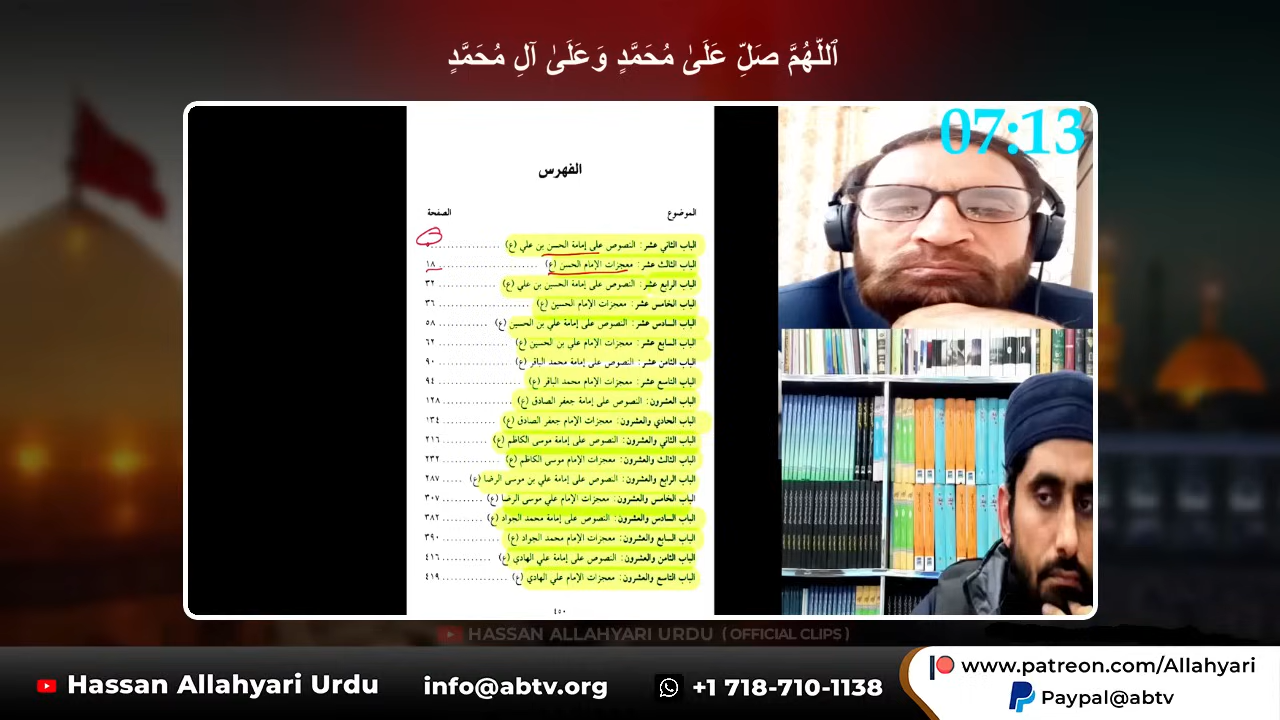 ٱللّٰهُمَّ صَلِّ عَلَىٰ مُحَمَّدٍ وَعَلَىٰ آلِ مُحَمَّدٍ
07:13
الفهرس
الموضوع الصفحة
الباب الثاني عشر: النصوص على إمامة الحسن بن علي (ع) ................
الباب الثالث عشر: معجزات الإمام الحسن (ع) ................ ١٨
الباب الرابع عشر: النصوص على إمامة الحسين بن علي (ع) ................ ٣٢
الباب الخامس عشر: معجزات الإمام الحسين (ع) ................ ٣٦
الباب السادس عشر: النصوص على إمامة علي بن الحسين (ع) ............ ٥٨
الباب السابع عشر: معجزات الإمام علي بن الحسين (ع) ................ ٦٢
الباب الثامن عشر: النصوص على إمامة محمد الباقر (ع) ................ ٩٠
الباب التاسع عشر: معجزات الإمام محمد الباقر (ع) ................ ٩٤
الباب العشرون: النصوص على إمامة جعفر الصادق (ع) ................ ١٢٨
الباب الحادي والعشرون: معجزات الإمام جعفر الصادق (ع) ............ ١٣٤
الباب الثاني والعشرون: النصوص على إمامة موسى الكاظم (ع) ............ ٢١٦
الباب الثالث والعشرون: معجزات الإمام موسى الكاظم (ع) ............ ٢٣٢
الباب الرابع والعشرون: النصوص على إمامة علي بن موسى الرضا (ع) ..... ٢٨٧
الباب الخامس والعشرون: معجزات الإمام علي موسى الرضا (ع) .......... ٣٠٧
الباب السادس والعشرون: النصوص على إمامة محمد الجواد (ع) .......... ٣٨٢
الباب السابع والعشرون: معجزات الإمام محمد الجواد (ع) ............ ٣٩٠
الباب الثامن والعشرون: النصوص على إمامة علي الهادي (ع) ............ ٤١٦
الباب التاسع والعشرون: معجزات الإمام علي الهادي (ع) ................ ٤١٩
٤٥٠
HASSAN ALLAHYARI URDU ( OFFICIAL CLIPS )
Hassan Allahyari Urdu
info@abtv.org
+1 718-710-1138
www.patreon.com/Allahyari
Paypal@abtv